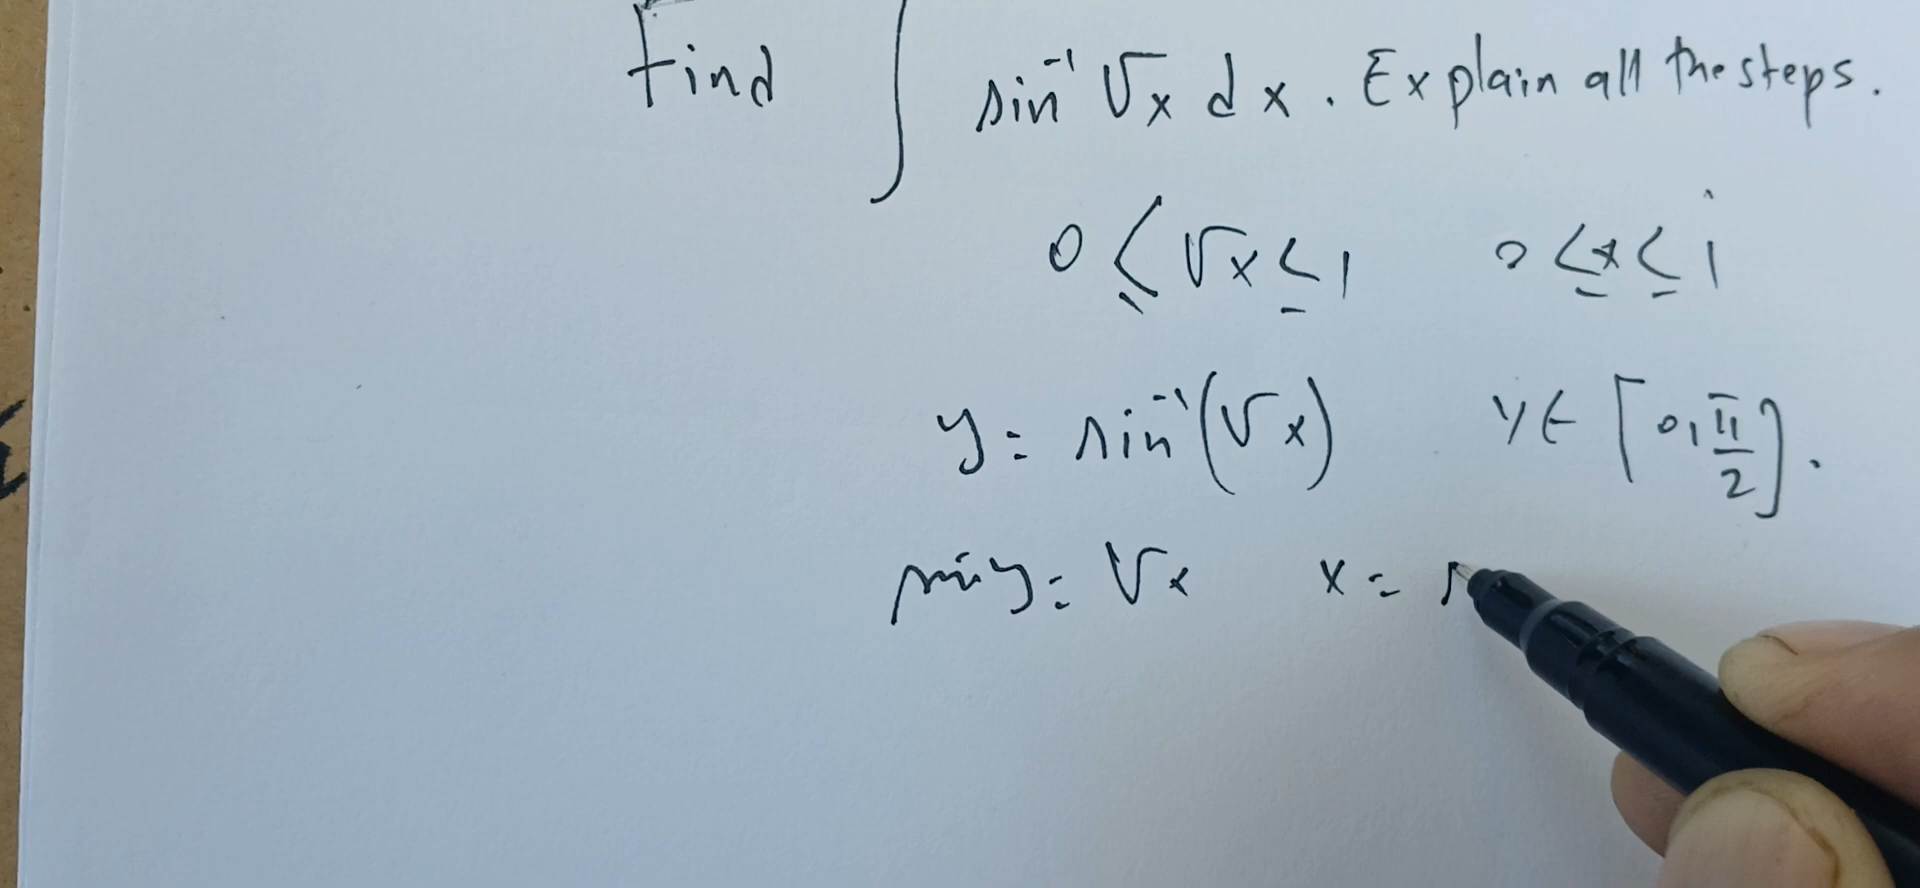 Find ∫ sin⁻¹ √x dx. Explain all the steps.
0 ≤ √x ≤ 1 0 ≤ x ≤ 1
y = sin⁻¹(√x) y ∈ [0, π/2].
sin y = √x x = s